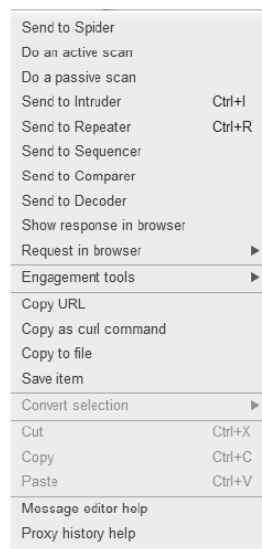 Send to Spider
Do an active scan
Do a passive scan
Send to Intruder Ctrl+I
Send to Repeater Ctrl+R
Send to Sequencer
Send to Comparer
Send to Decoder
Show response in browser
Request in browser
Engagement tools
Copy URL
Copy as curl command
Copy to file
Save item
Convert selection
Cut Ctrl+X
Copy Ctrl+C
Paste Ctrl+V
Message editor help
Proxy history help